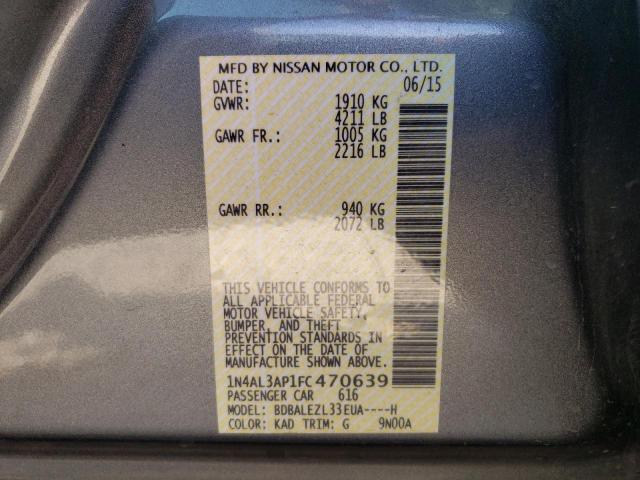 MFD BY NISSAN MOTOR CO., LTD.
DATE: 06/15
GVWR: 1910 KG
4211 LB
GAWR FR.: 1005 KG
2216 LB
GAWR RR.: 940 KG
2072 LB
THIS VEHICLE CONFORMS TO
ALL APPLICABLE FEDERAL
MOTOR VEHICLE SAFETY,
BUMPER, AND THEFT
PREVENTION STANDARDS IN
EFFECT ON THE DATE OF
MANUFACTURE SHOWN ABOVE.
1N4AL3AP1FC470639
PASSENGER CAR 616
MODEL: BDBALEZL33EUA----H
COLOR: KAD TRIM: G 9N00A